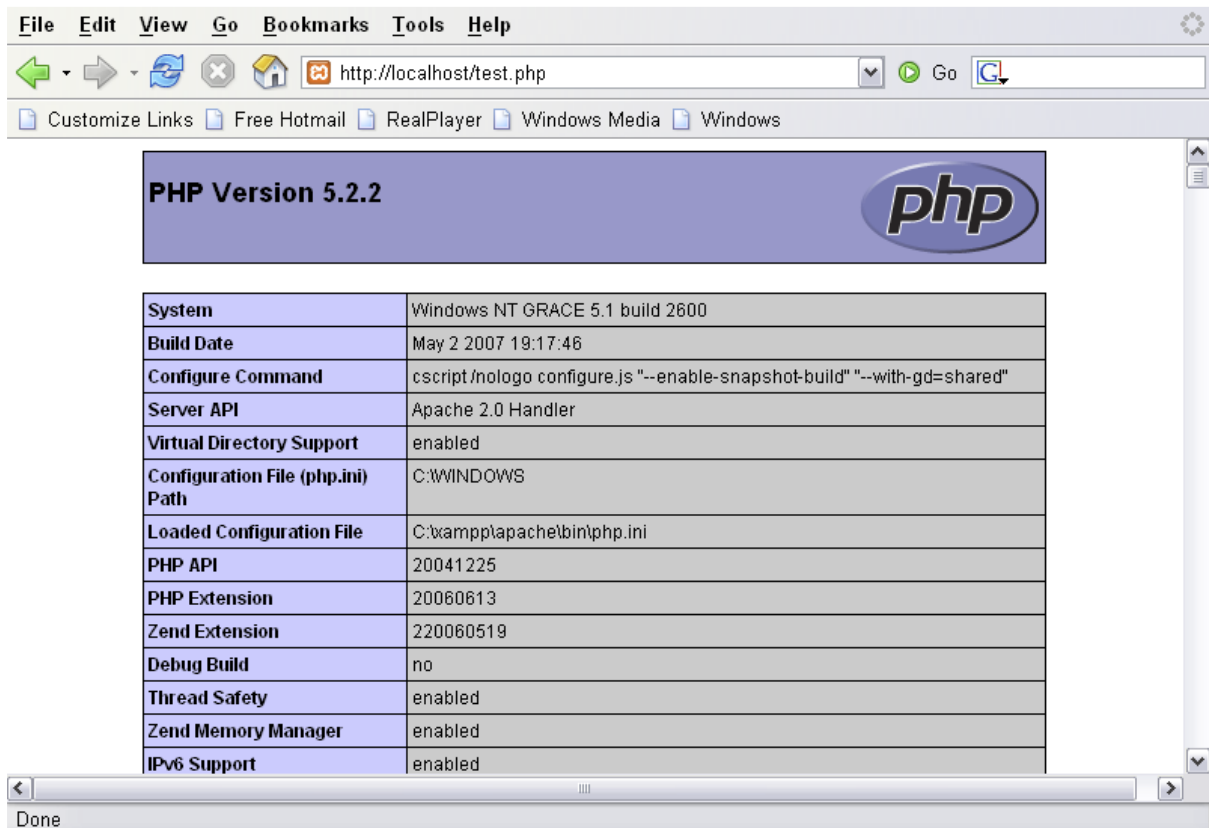 File Edit View Go Bookmarks Tools Help
http://localhost/test.php Go G
Customize Links Free Hotmail RealPlayer Windows Media Windows
PHP Version 5.2.2
php
System Windows NT GRACE 5.1 build 2600
Build Date May 2 2007 19:17:46
Configure Command cscript /nologo configure.js "--enable-snapshot-build" "--with-gd=shared"
Server API Apache 2.0 Handler
Virtual Directory Support enabled
Configuration File (php.ini) C:\WINDOWS
Path
Loaded Configuration File C:\xampp\apache\bin\php.ini
PHP API 20041225
PHP Extension 20060613
Zend Extension 220060519
Debug Build no
Thread Safety enabled
Zend Memory Manager enabled
IPv6 Support enabled
Done